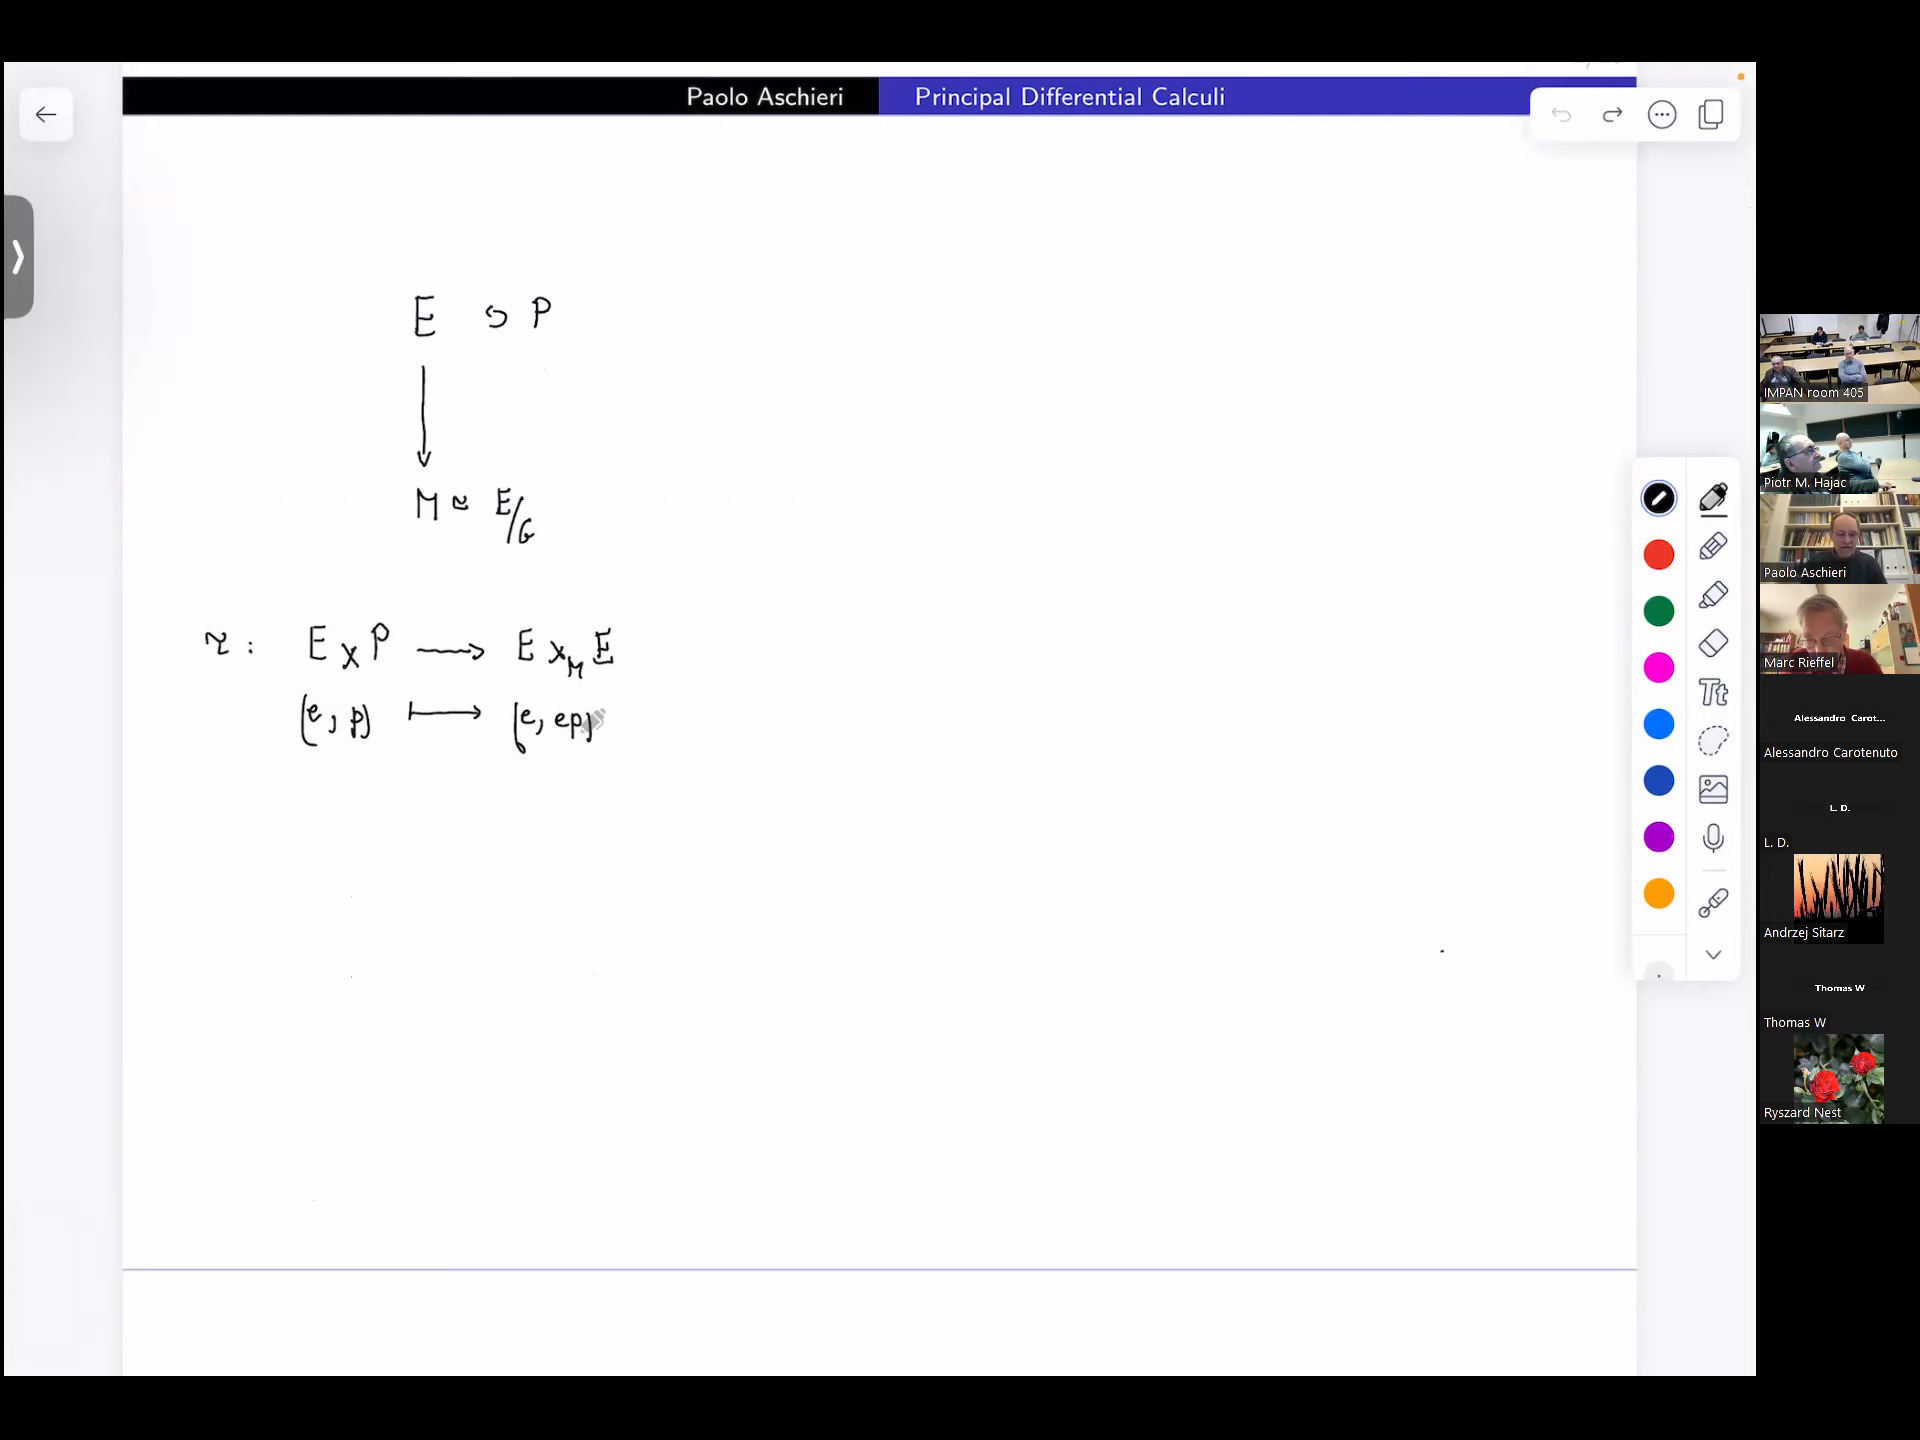 Paolo Aschieri Principal Differential Calculi
E ↺ P
↓
M ≈ E/G
τ : E × P → E ×_M E
(e, p) ↦ (e, ep)
Tt
IMPAN room 405
Piotr M. Hajac
Paolo Aschieri
Marc Rieffel
Alessandro Carot...
Alessandro Carotenuto
L. D.
L. D.
Andrzej Sitarz
Thomas W
Thomas W
Ryszard Nest